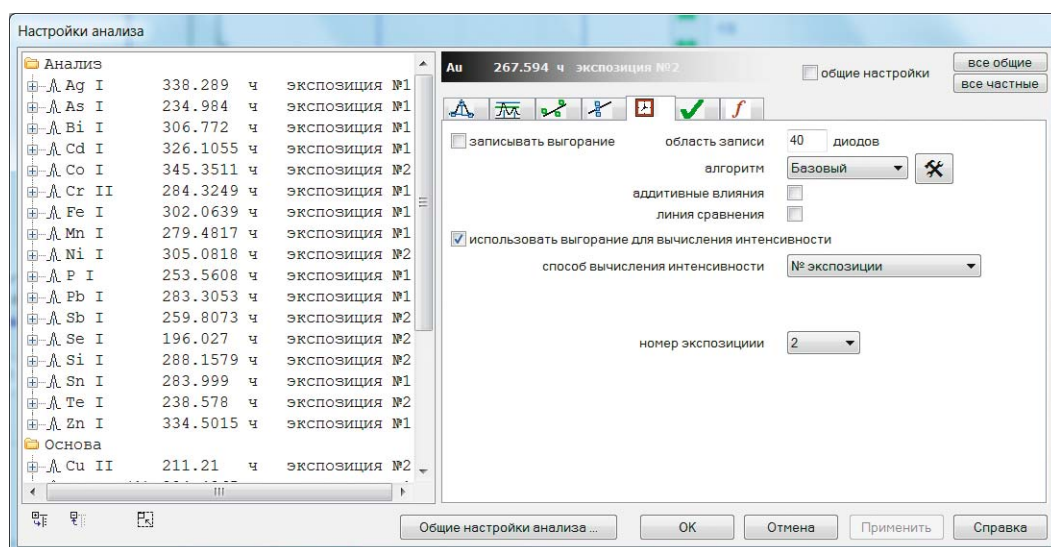 Настройки анализа
Анализ
Ag I 338.289 ч экспозиция №1
As I 234.984 ч экспозиция №1
Bi I 306.772 ч экспозиция №1
Cd I 326.1055 ч экспозиция №1
Co I 345.3511 ч экспозиция №2
Cr II 284.3249 ч экспозиция №1
Fe I 302.0639 ч экспозиция №1
Mn I 279.4817 ч экспозиция №1
Ni I 305.0818 ч экспозиция №2
P I 253.5608 ч экспозиция №1
Pb I 283.3053 ч экспозиция №1
Sb I 259.8073 ч экспозиция №2
Se I 196.027 ч экспозиция №2
Si I 288.1579 ч экспозиция №2
Sn I 283.999 ч экспозиция №1
Te I 238.578 ч экспозиция №2
Zn I 334.5015 ч экспозиция №1
Основа
Cu II 211.21 ч экспозиция №2
Au 267.594 ч экспозиция №2
общие настройки
все общие
все частные
f
записывать выгорание область записи 40 диодов
алгоритм Базовый
аддитивные влияния
линия сравнения
использовать выгорание для вычисления интенсивности
способ вычисления интенсивности № экспозиции
номер экспозициии 2
Общие настройки анализа ... ОК Отмена Применить Справка